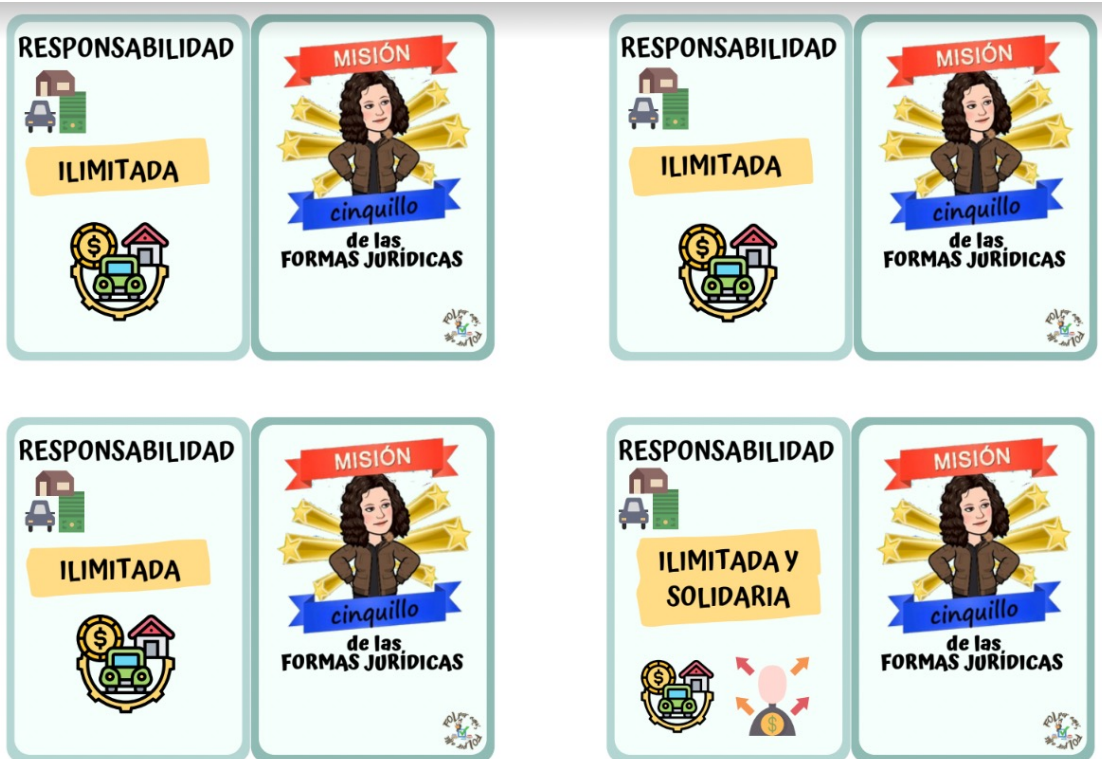 RESPONSABILIDAD
ILIMITADA
MISIÓN
cinquillo
de las
FORMAS JURÍDICAS
RESPONSABILIDAD
ILIMITADA
MISIÓN
cinquillo
de las
FORMAS JURÍDICAS
RESPONSABILIDAD
ILIMITADA
MISIÓN
cinquillo
de las
FORMAS JURÍDICAS
RESPONSABILIDAD
ILIMITADA Y
SOLIDARIA
MISIÓN
cinquillo
de las
FORMAS JURÍDICAS